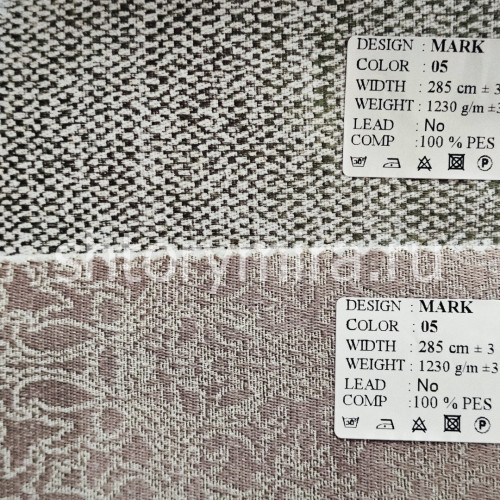 DESIGN : MARK
COLOR : 05
WIDTH : 285 cm ± 3
WEIGHT : 1230 g/m ±3
LEAD : No
COMP :100 % PES
P
shtorymira.ru
DESIGN : MARK
COLOR : 05
WIDTH : 285 cm ± 3
WEIGHT : 1230 g/m ±3
LEAD : No
COMP :100 % PES
P